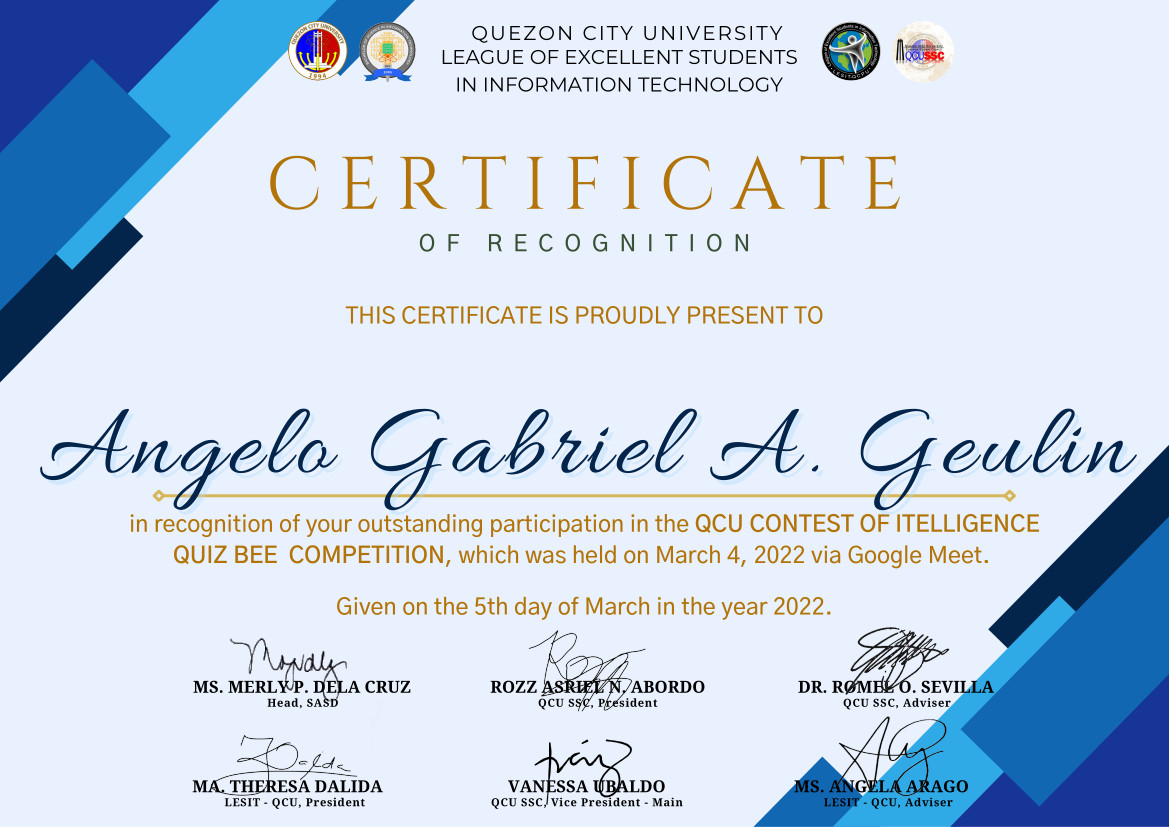 QUEZON CITY UNIVERSITY
LEAGUE OF EXCELLENT STUDENTS
IN INFORMATION TECHNOLOGY
QUEZON CITY UNIVERSITY
1994
QCUSSC
CERTIFICATE
OF RECOGNITION
THIS CERTIFICATE IS PROUDLY PRESENT TO
Angelo Gabriel A. Geulin
in recognition of your outstanding participation in the QCU CONTEST OF ITELLIGENCE
QUIZ BEE COMPETITION, which was held on March 4, 2022 via Google Meet.
Given on the 5th day of March in the year 2022.
MS. MERLY P. DELA CRUZ
Head, SASD
ROZZ ASRIEL N. ABORDO
QCU SSC, President
DR. ROMEL O. SEVILLA
QCU SSC, Adviser
MA. THERESA DALIDA
LESIT - QCU, President
VANESSA UBALDO
QCU SSC, Vice President - Main
MS. ANGELA ARAGO
LESIT - QCU, Adviser